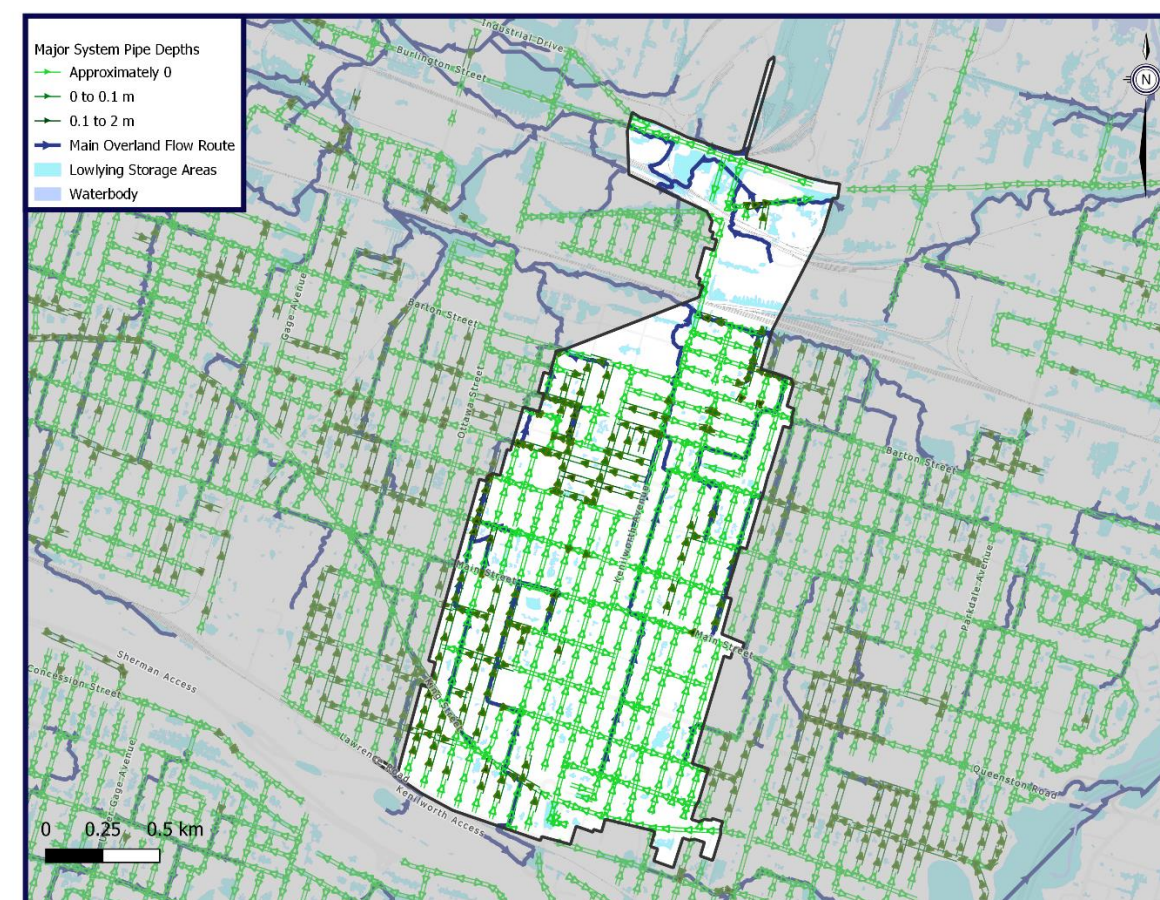 Major System Pipe Depths
Approximately 0
0 to 0.1 m
0.1 to 2 m
Main Overland Flow Route
Lowlying Storage Areas
Waterbody
Industrial Drive
Burlington Street
N
Gage Avenue
Barton Street
Ottawa Street
Barton Street
Kenilworth Avenue
Parkdale Avenue
Main Street
Main Street
Sherman Access
Concession Street
Lawrence Road
Kenilworth Access
Queenston Road
Gage Avenue
0 0.25 0.5 km